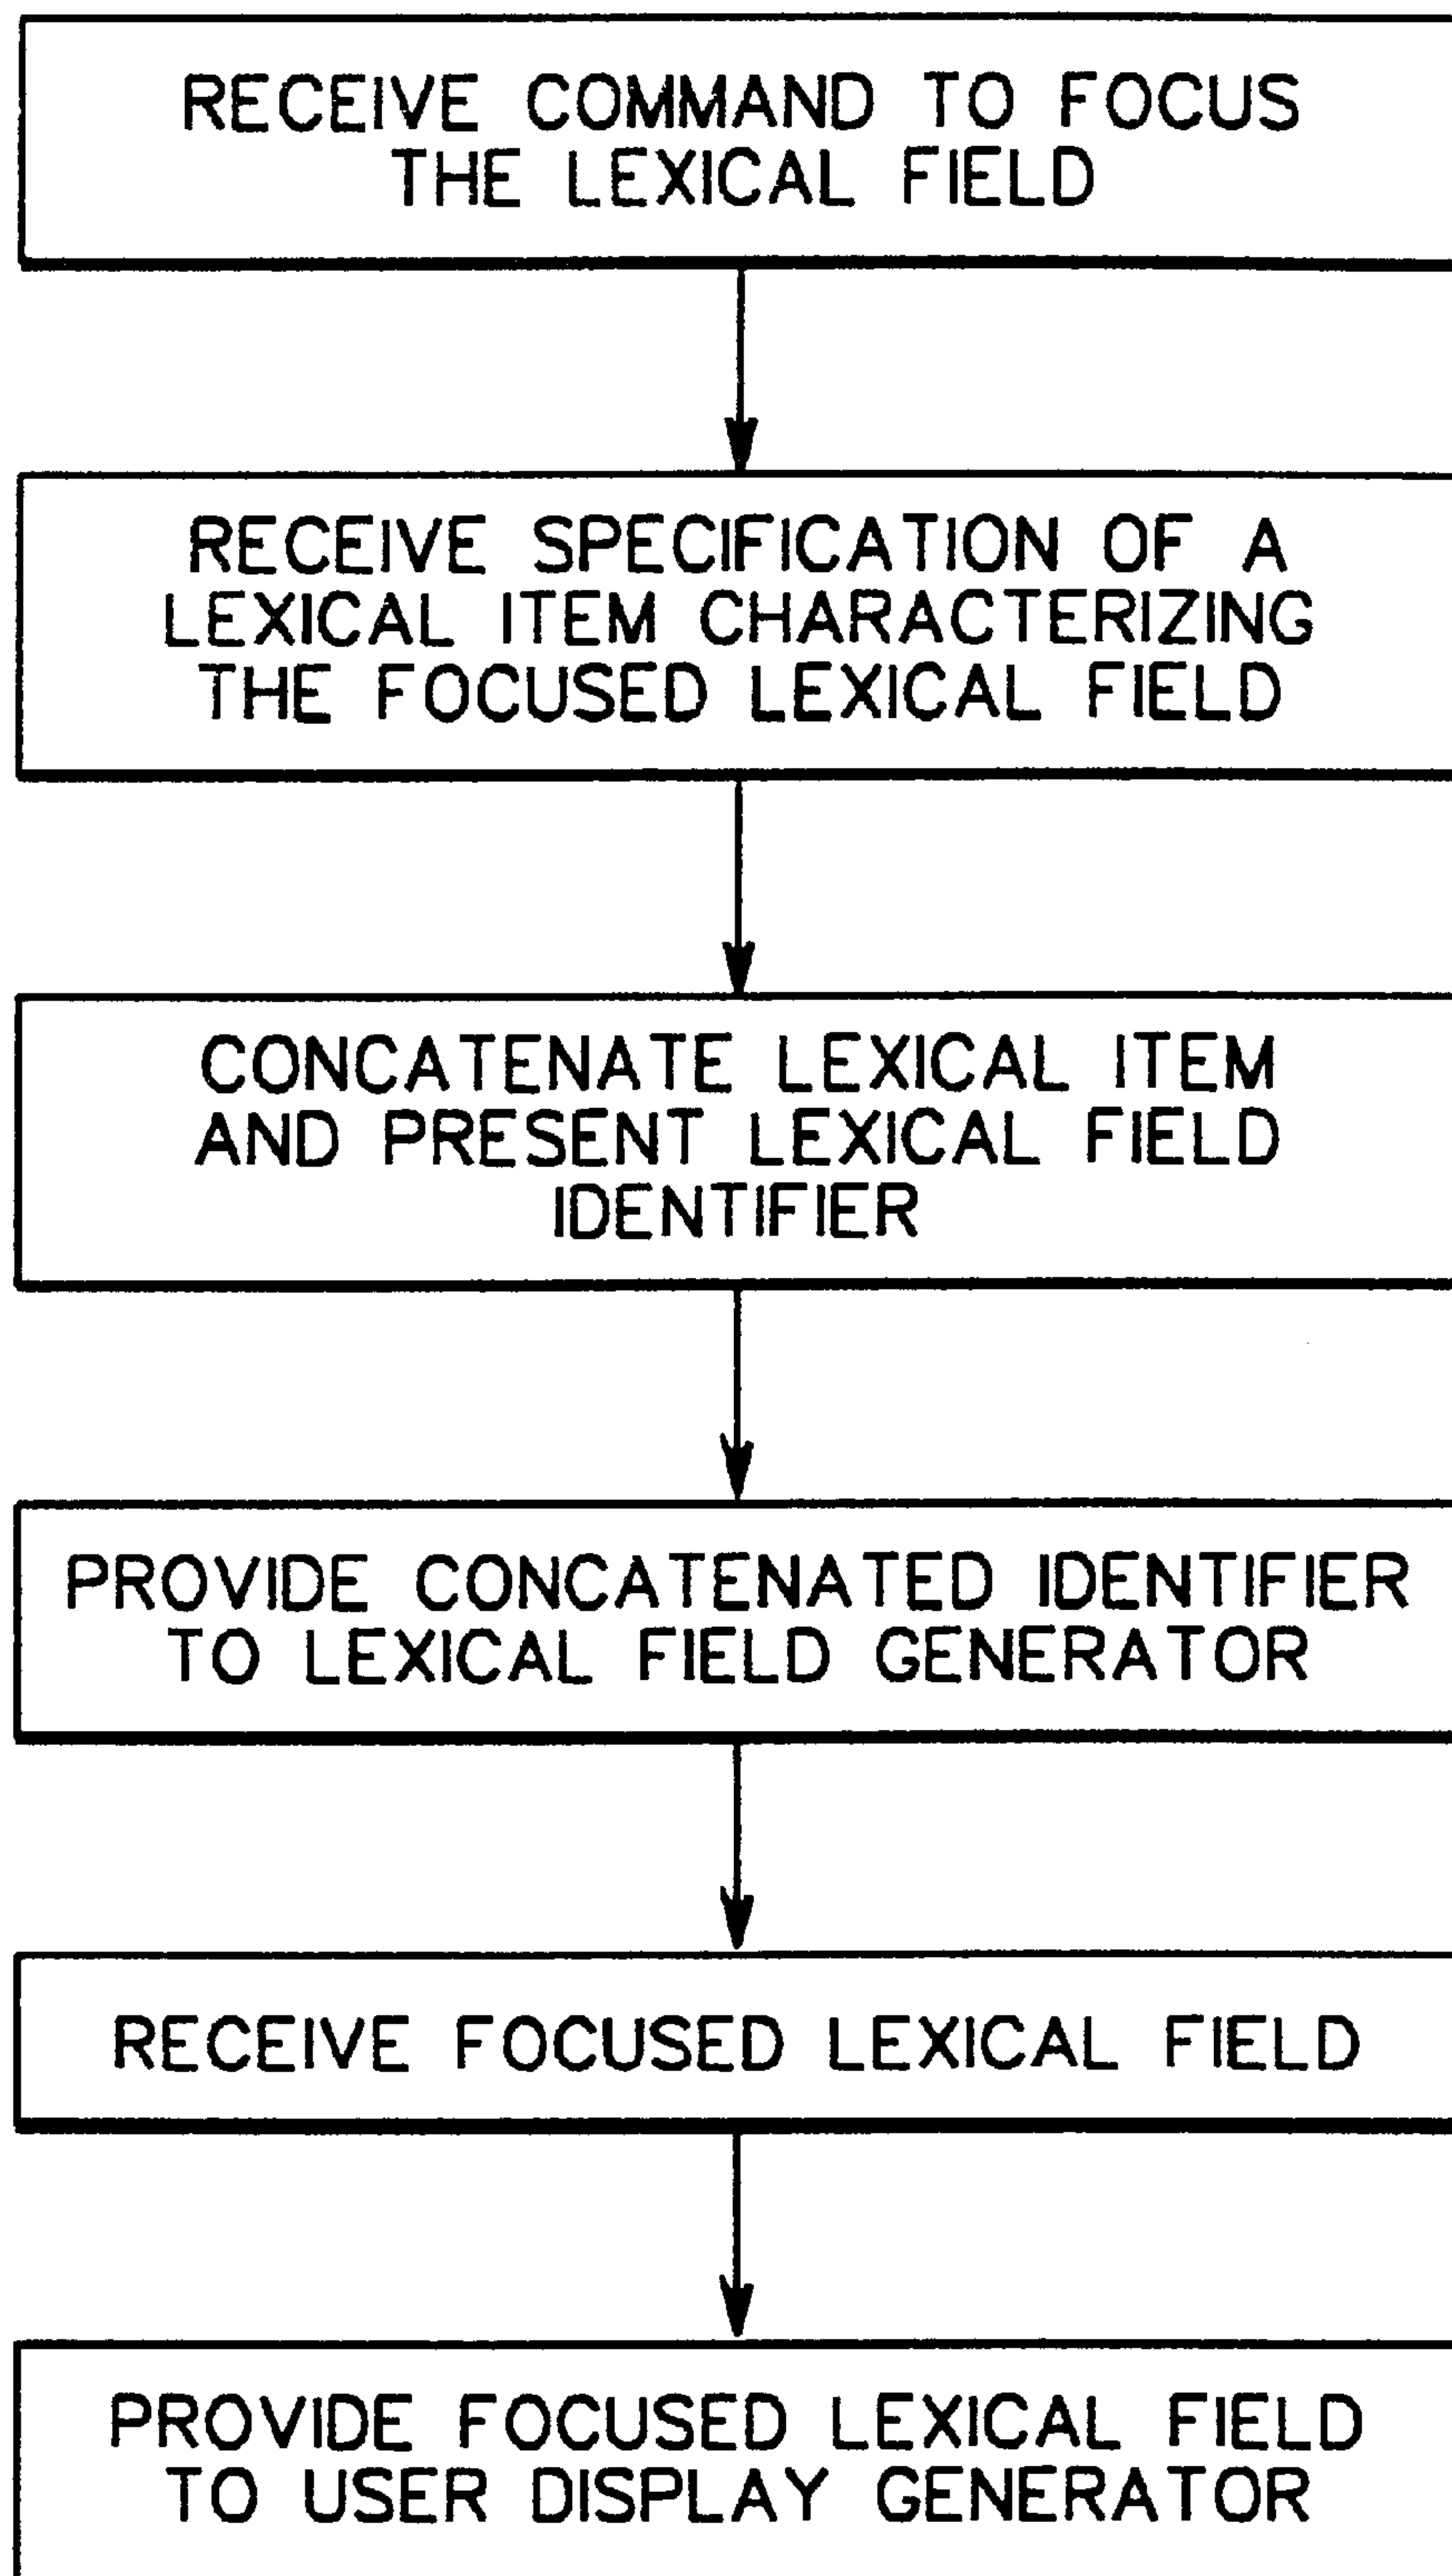 RECEIVE COMMAND TO FOCUS
THE LEXICAL FIELD
RECEIVE SPECIFICATION OF A
LEXICAL ITEM CHARACTERIZING
THE FOCUSED LEXICAL FIELD
CONCATENATE LEXICAL ITEM
AND PRESENT LEXICAL FIELD
IDENTIFIER
PROVIDE CONCATENATED IDENTIFIER
TO LEXICAL FIELD GENERATOR
RECEIVE FOCUSED LEXICAL FIELD
PROVIDE FOCUSED LEXICAL FIELD
TO USER DISPLAY GENERATOR